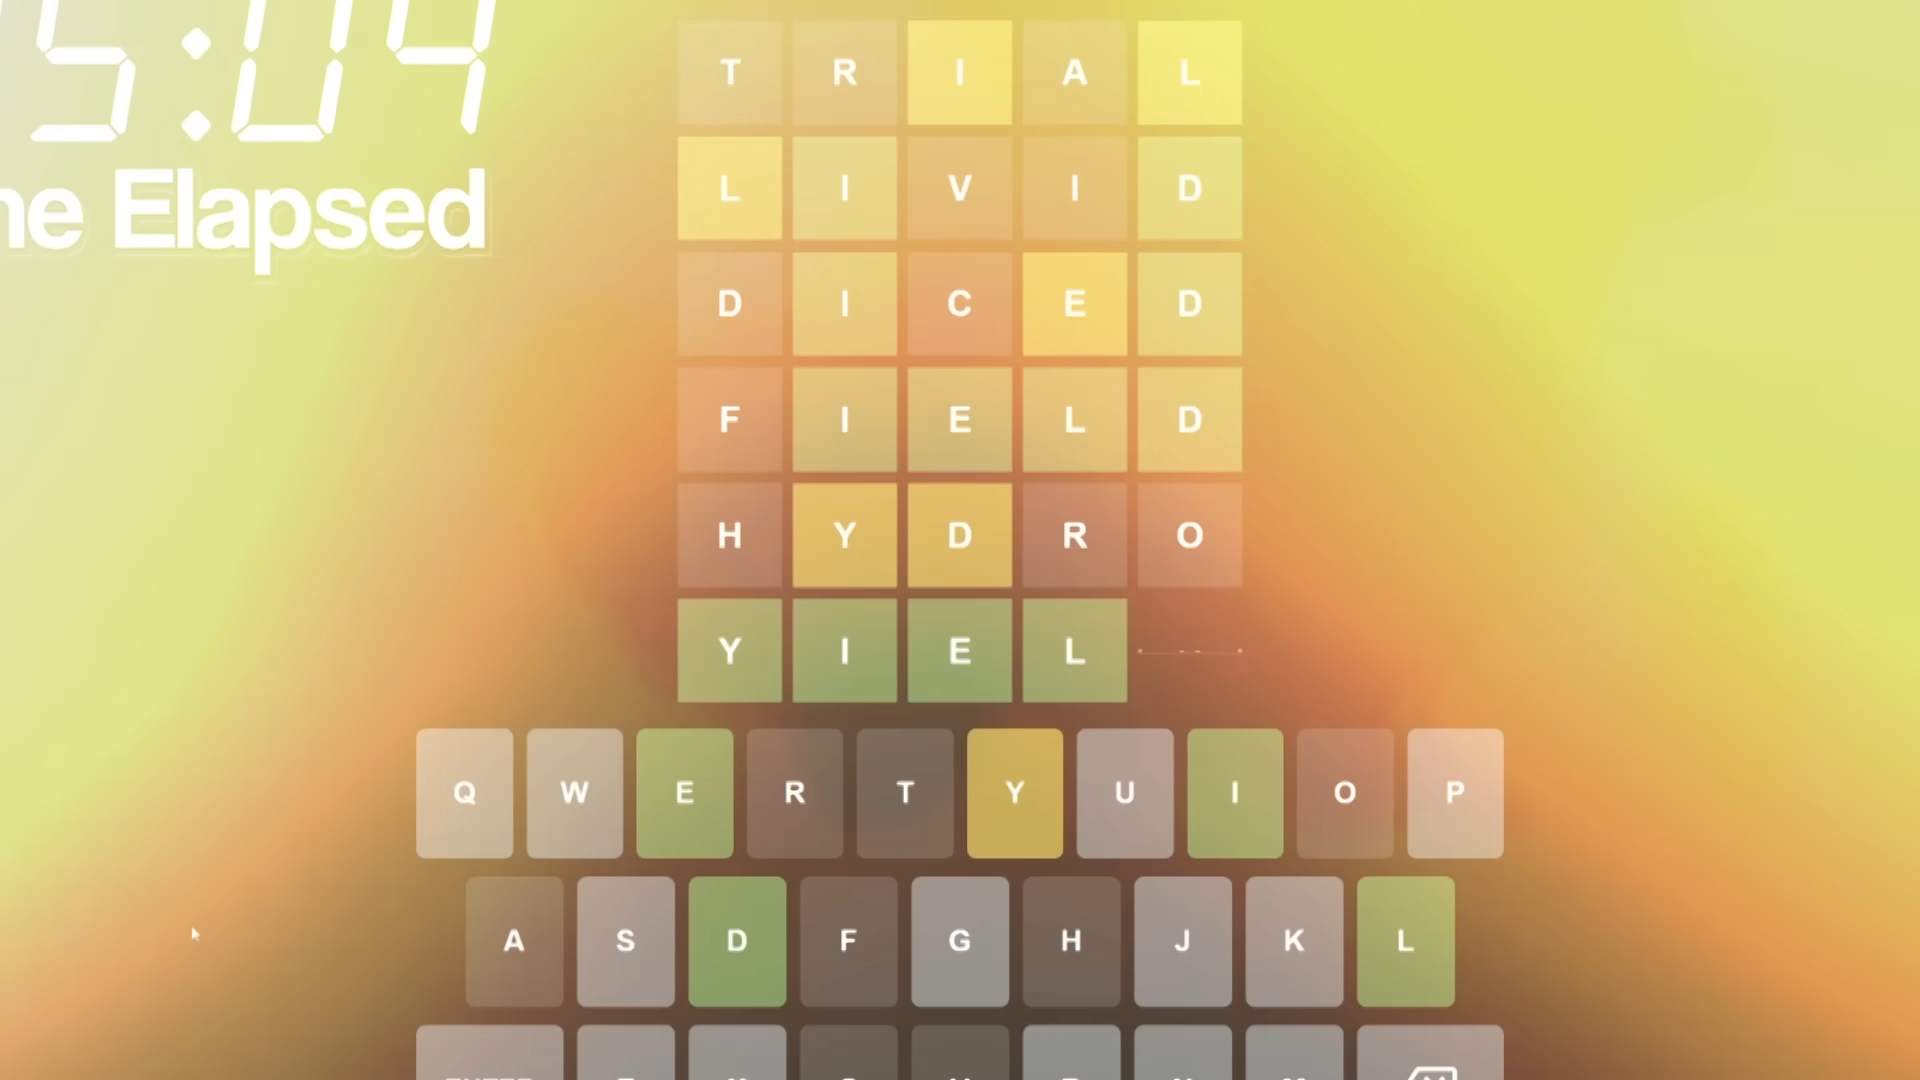 5:04
ne Elapsed
T R I A L
L I V I D
D I C E D
F I E L D
H Y D R O
Y I E L
Q W E R T Y U I O P
A S D F G H J K L